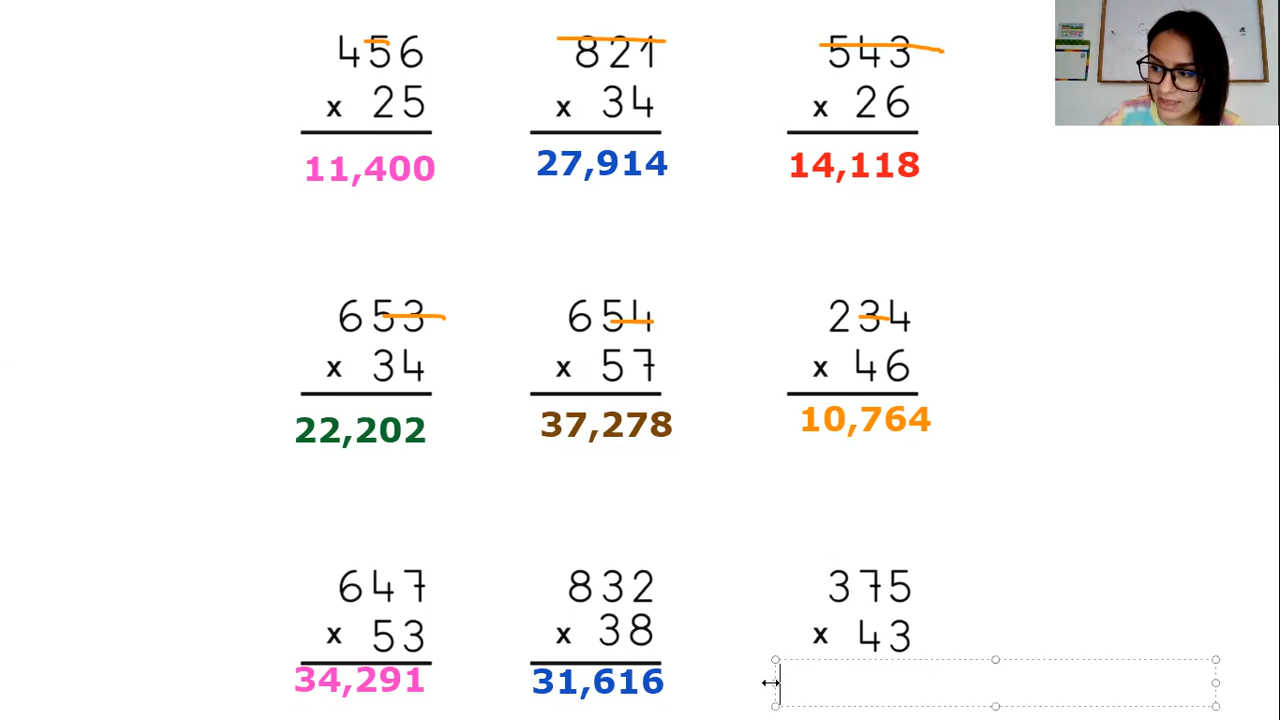 456
x 25
11,400
821
x 34
27,914
543
x 26
14,118
653
x 34
22,202
654
x 57
37,278
234
x 46
10,764
647
x 53
34,291
832
x 38
31,616
375
x 43